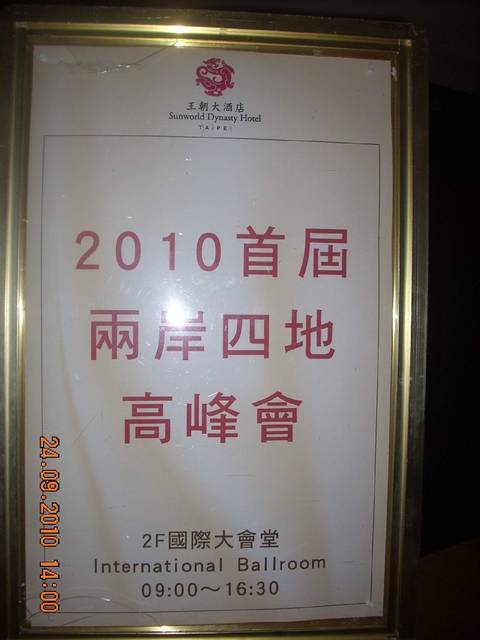 王朝大酒店
Sunworld Dynasty Hotel
TAIPEI
2010首屆
兩岸四地
高峰會
2F國際大會堂
International Ballroom
09:00～16:30
24.09.2010 14:00